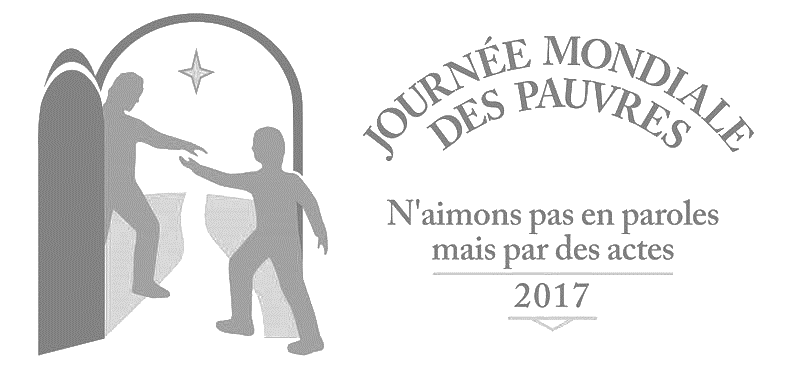 JOURNÉE MONDIALE
DES PAUVRES
N'aimons pas en paroles
mais par des actes
2017